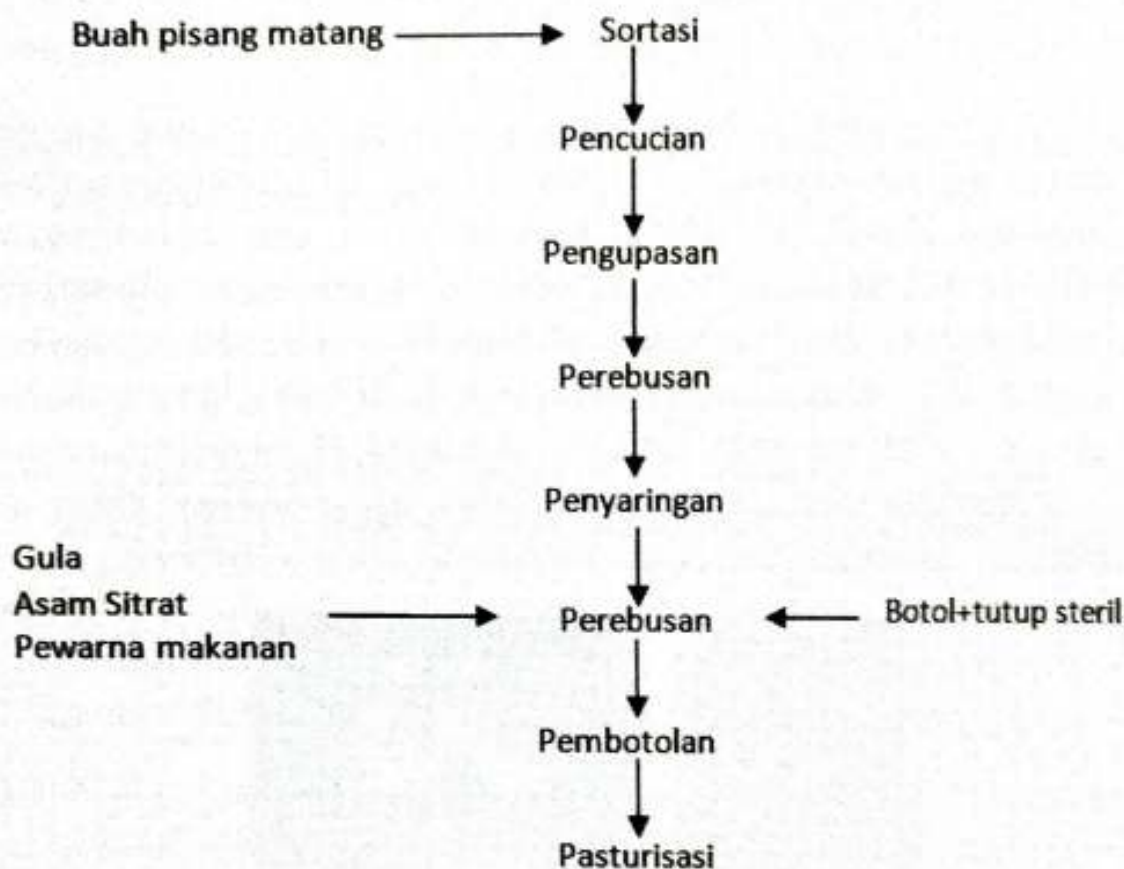 Buah pisang matang
Sortasi
Pencucian
Pengupasan
Perebusan
Penyaringan
Gula
Asam Sitrat
Pewarna makanan
Perebusan
Botol+tutup steril
Pembotolan
Pasturisasi